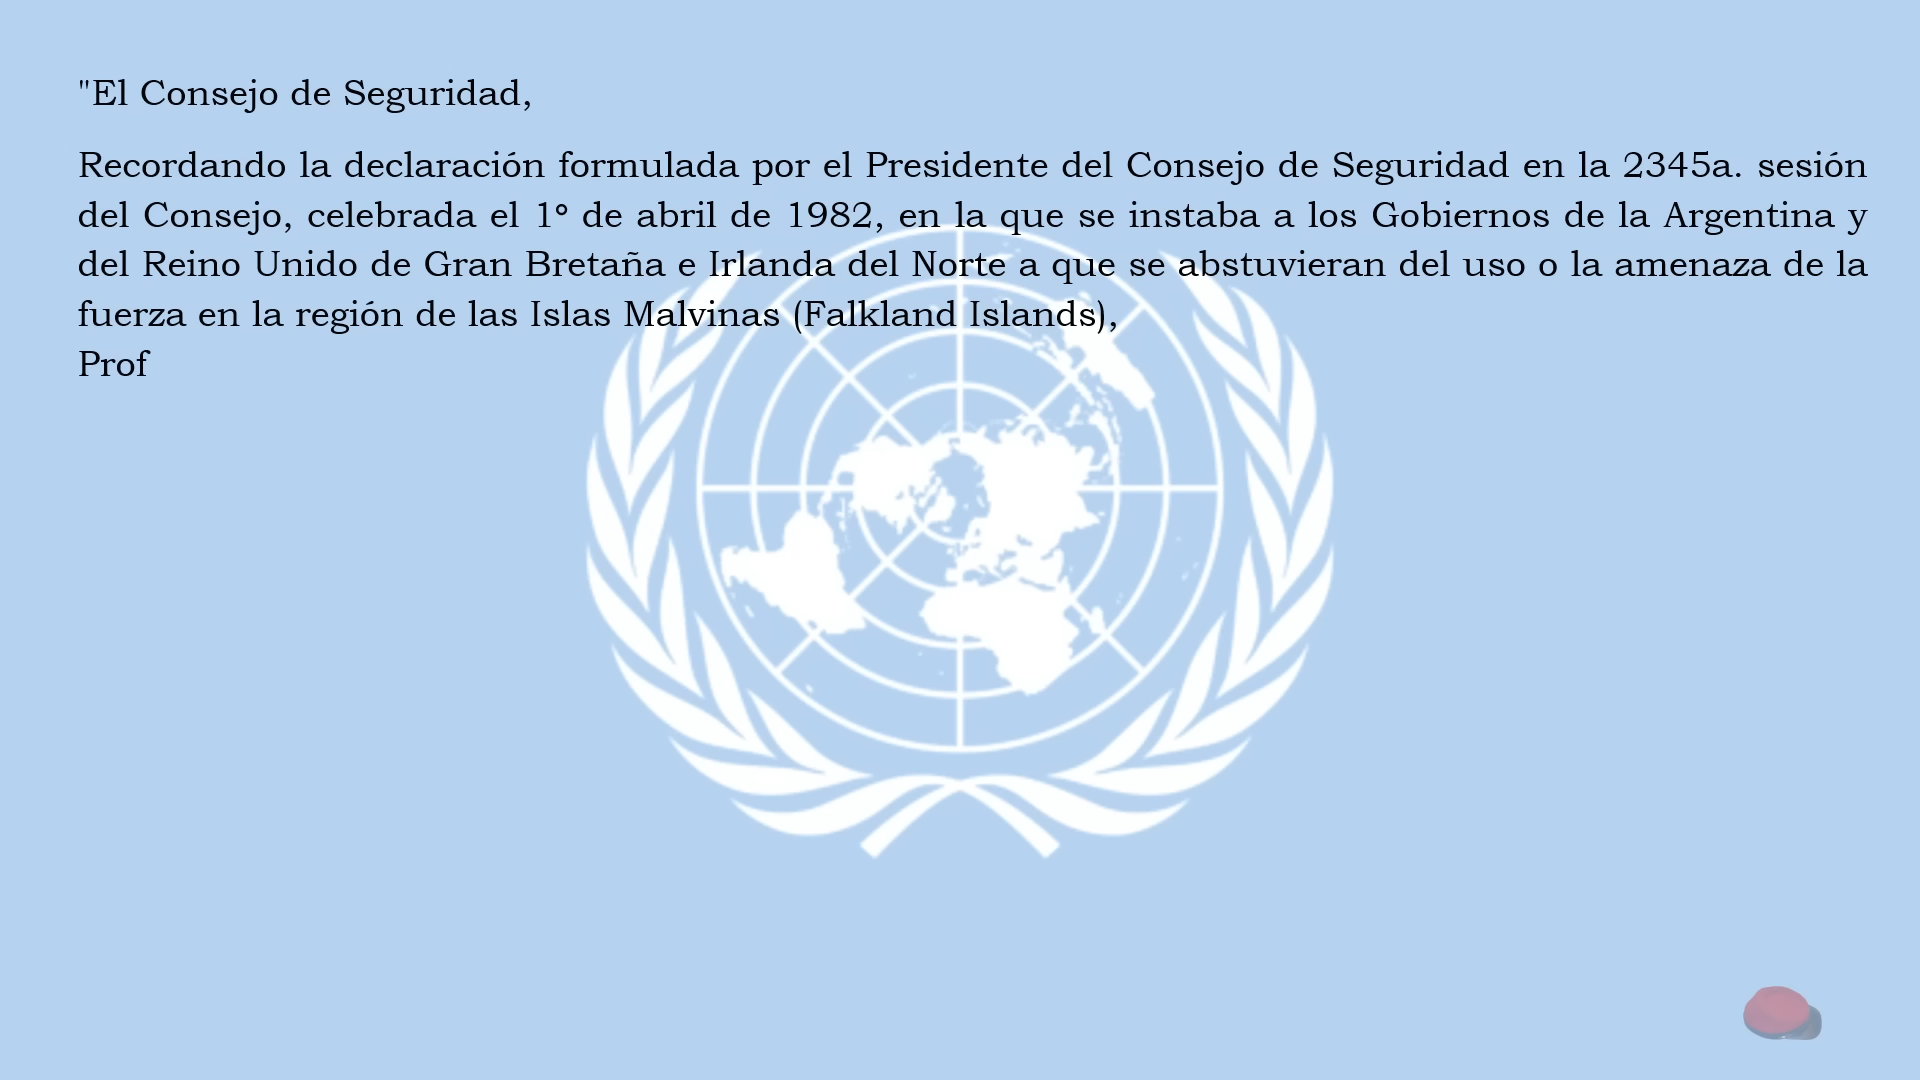 "El Consejo de Seguridad,
Recordando la declaración formulada por el Presidente del Consejo de Seguridad en la 2345a. sesión
del Consejo, celebrada el 1° de abril de 1982, en la que se instaba a los Gobiernos de la Argentina y
del Reino Unido de Gran Bretaña e Irlanda del Norte a que se abstuvieran del uso o la amenaza de la
fuerza en la región de las Islas Malvinas (Falkland Islands),
Prof